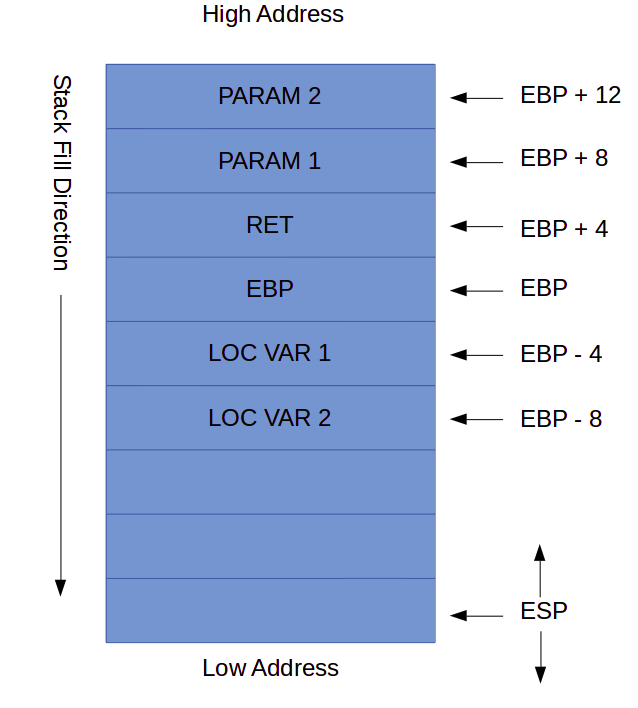 High Address
Stack Fill Direction
PARAM 2
EBP + 12
PARAM 1
EBP + 8
RET
EBP + 4
EBP
EBP
LOC VAR 1
EBP - 4
LOC VAR 2
EBP - 8
ESP
Low Address